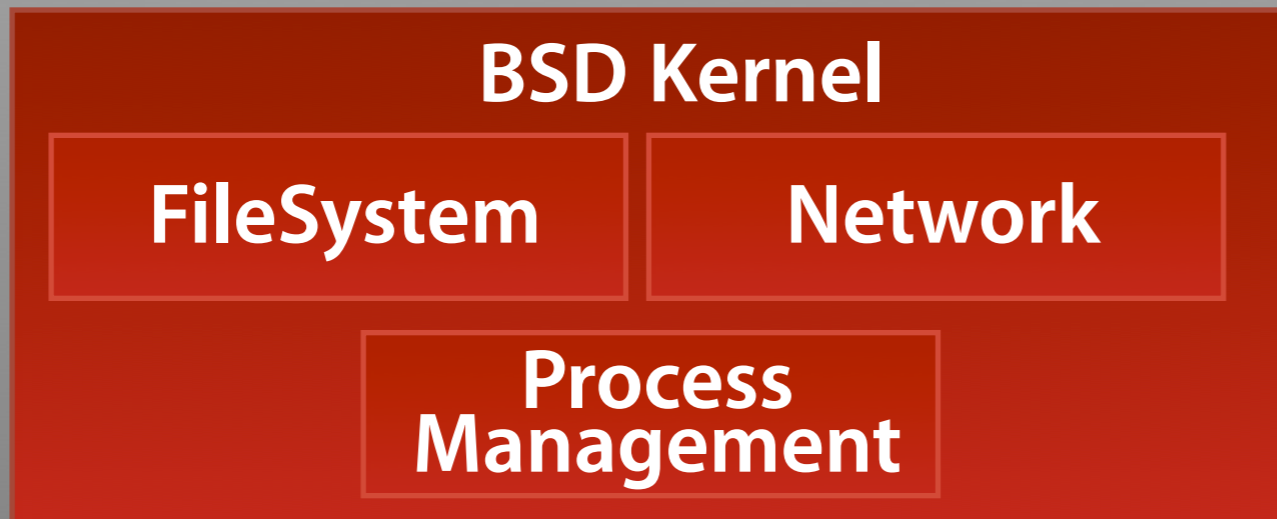 BSD Kernel
FileSystem
Network
Process
Management